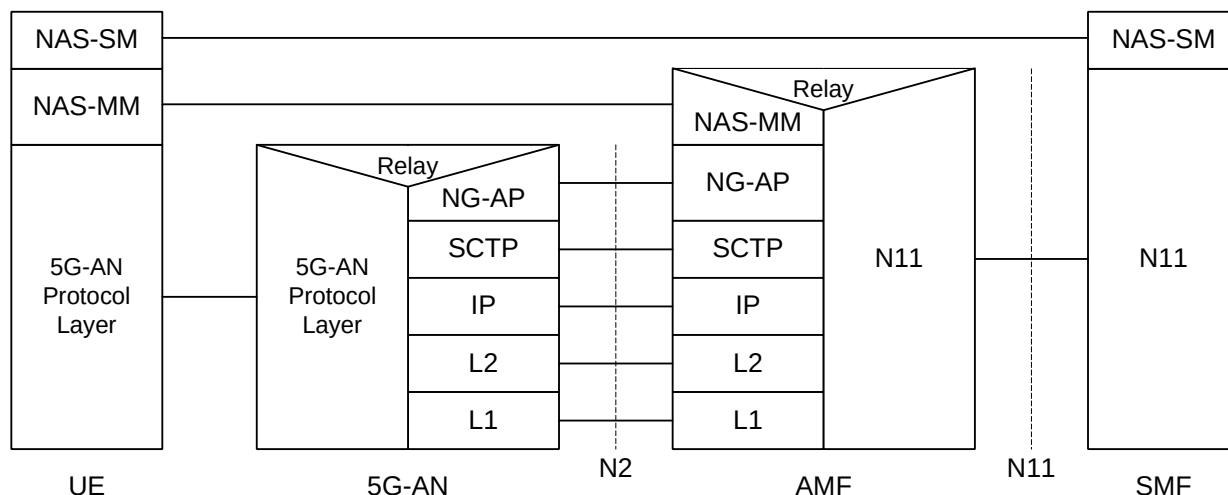 NAS-SM
NAS-SM
NAS-MM
Relay
NAS-MM
Relay
NG-AP
NG-AP
SCTP
SCTP
5G-AN
Protocol
Layer
5G-AN
Protocol
Layer
N11
N11
IP
IP
L2
L2
L1
L1
N2
N11
UE
5G-AN
AMF
SMF